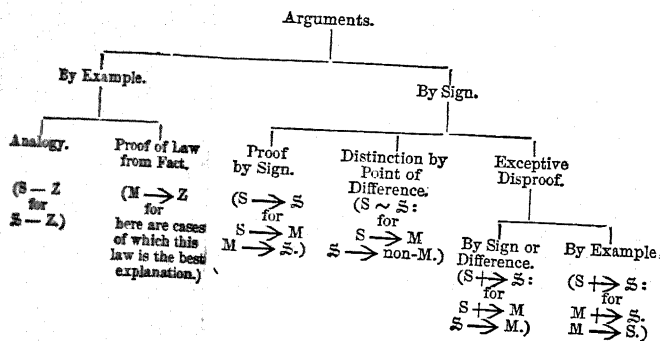 Arguments.
By Example.
By Sign.
Analogy.
(S — Z
for
𝕾 — Z.)
Proof of Law
from Fact.
(M → Z
for
here are cases
of which this
law is the best
explanation.)
Proof
by Sign.
(S → 𝕾
for
S → M
M → 𝕾.)
Distinction by
Point of
Difference.
(S ~ 𝕾:
for
S → M
𝕾 → non-M.)
Exceptive
Disproof.
By Sign or
Difference.
(S +→ 𝕾:
for
S +→ M
𝕾 → M.)
By Example.
(S +→ 𝕾:
for
M +→ 𝕾.
M → S.)